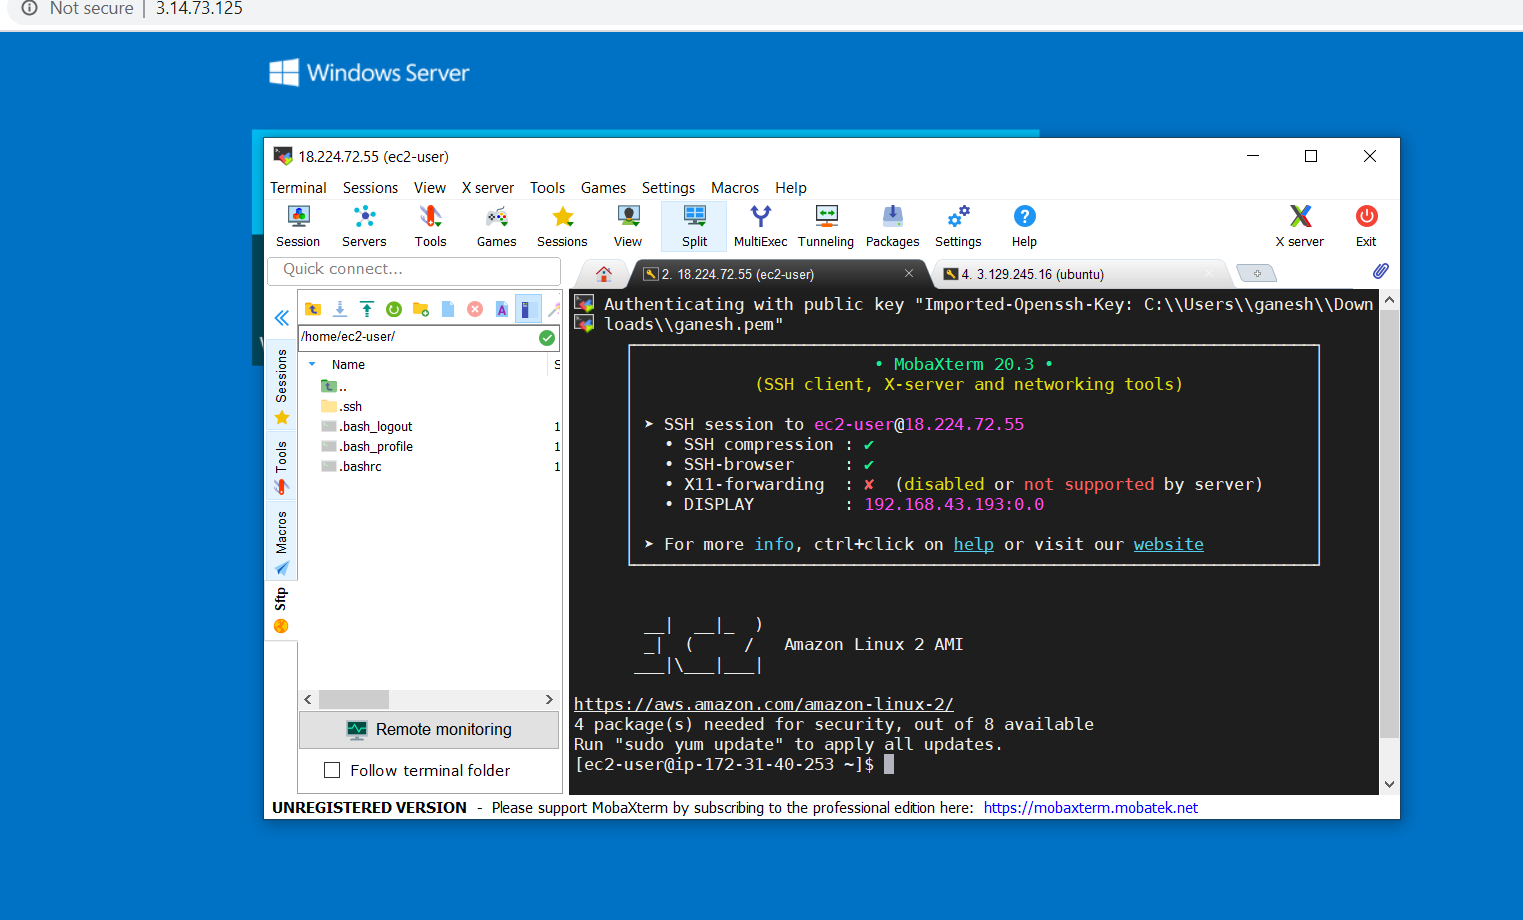 Not secure | 3.14.73.125
Windows Server
18.224.72.55 (ec2-user)
Terminal Sessions View X server Tools Games Settings Macros Help
Session Servers Tools Games Sessions View Split MultiExec Tunneling Packages Settings Help X server Exit
Quick connect...
2. 18.224.72.55 (ec2-user)
4. 3.129.245.16 (ubuntu)
/home/ec2-user/
Name S
..
.ssh
.bash_logout 1
.bash_profile 1
.bashrc 1
Sessions
Tools
Macros
Sftp
Remote monitoring
Follow terminal folder
Authenticating with public key "Imported-Openssh-Key: C:\\Users\\ganesh\\Down
loads\\ganesh.pem"
• MobaXterm 20.3 •
(SSH client, X-server and networking tools)
➤ SSH session to ec2-user@18.224.72.55
• SSH compression : ✔
• SSH-browser : ✔
• X11-forwarding : ✘ (disabled or not supported by server)
• DISPLAY : 192.168.43.193:0.0
➤ For more info, ctrl+click on help or visit our website
__| __|_ )
_| ( / Amazon Linux 2 AMI
___|\___|___|
https://aws.amazon.com/amazon-linux-2/
4 package(s) needed for security, out of 8 available
Run "sudo yum update" to apply all updates.
[ec2-user@ip-172-31-40-253 ~]$
UNREGISTERED VERSION - Please support MobaXterm by subscribing to the professional edition here: https://mobaxterm.mobatek.net